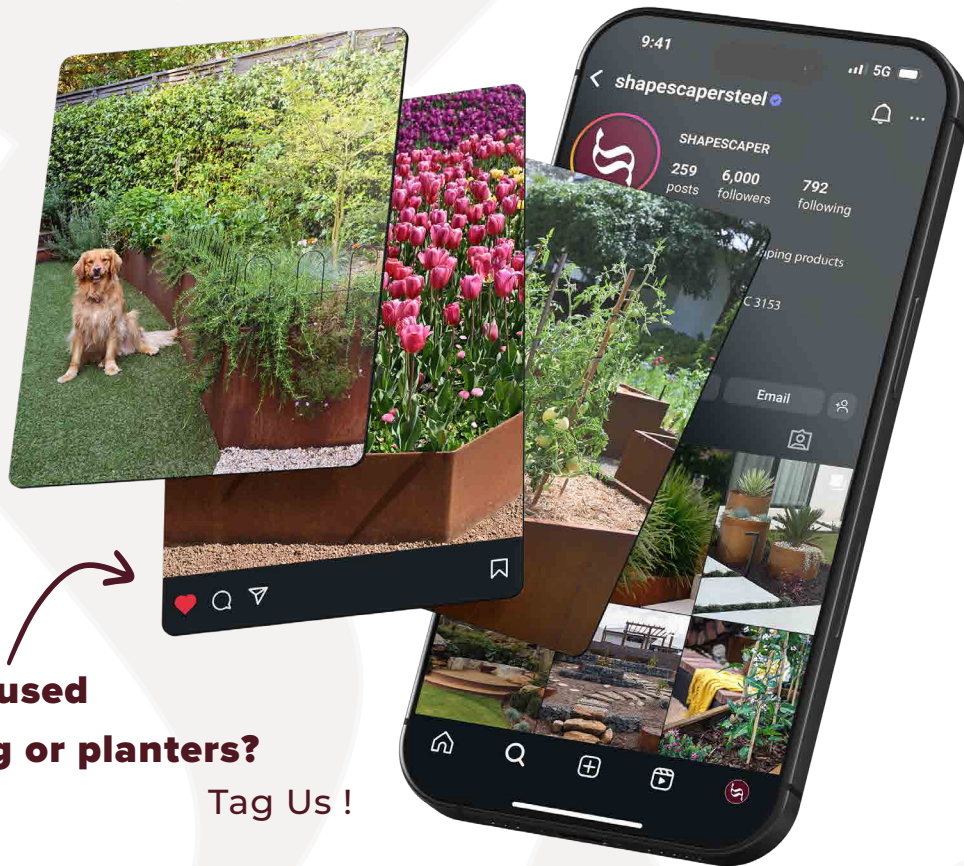 9:41
5G
shapescapersteel
SHAPESCAPER
259
posts
6,000
followers
792
following
products
C 3153
Email
used
or planters?
Tag Us !